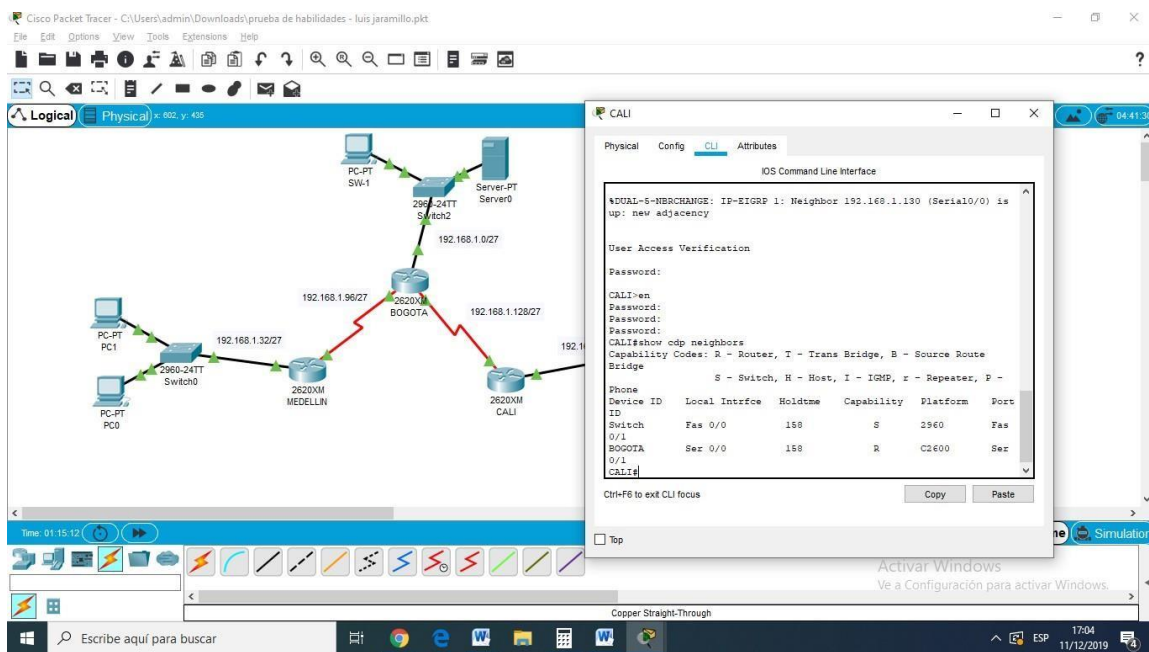 Cisco Packet Tracer - C:\Users\admin\Downloads\prueba de habilidades - luis jaramillo.pkt
File Edit Options View Tools Extensions Help
?
Logical Physical x: 602, y: 435
04:41:30
PC-PT
SW-1
Server-PT
Server0
2960-24TT
Switch2
192.168.1.0/27
192.168.1.96/27
2620XM
BOGOTA
192.168.1.128/27
PC-PT
PC1
192.168.1.32/27
2960-24TT
Switch0
2620XM
MEDELLIN
2620XM
CALI
PC-PT
PC0
CALI
Physical Config CLI Attributes
IOS Command Line Interface
%DUAL-5-NBRCHANGE: IP-EIGRP 1: Neighbor 192.168.1.130 (Serial0/0) is
up: new adjacency
User Access Verification
Password:
CALI>en
Password:
Password:
Password:
CALI#show cdp neighbors
Capability Codes: R - Router, T - Trans Bridge, B - Source Route
Bridge
S - Switch, H - Host, I - IGMP, r - Repeater, P -
Phone
Device ID Local Intrfce Holdtme Capability Platform Port
ID
Switch Fas 0/0 158 S 2960 Fas
0/1
BOGOTA Ser 0/0 158 R C2600 Ser
0/1
CALI#
Ctrl+F6 to exit CLI focus
Copy Paste
Top
Time: 01:15:12
Simulation
Activar Windows
Ve a Configuración para activar Windows.
Copper Straight-Through
Escribe aquí para buscar
ESP
17:04
11/12/2019
4